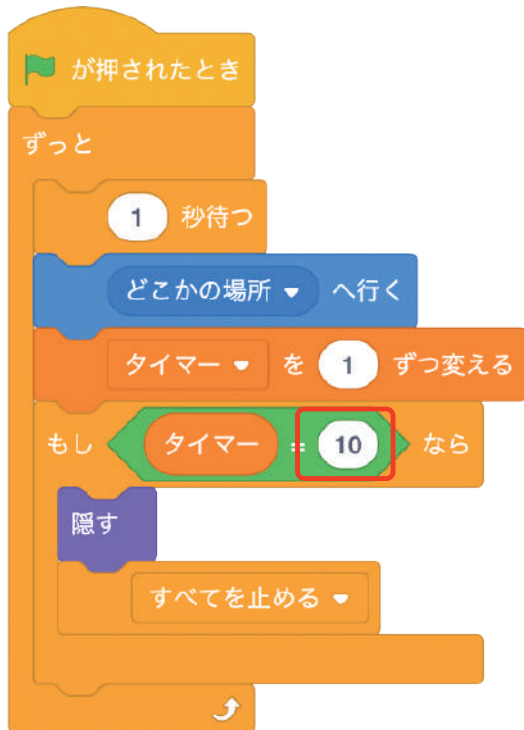 が押されたとき
ずっと
1 秒待つ
どこかの場所 へ行く
タイマー を 1 ずつ変える
もし タイマー = 10 なら
隠す
すべてを止める